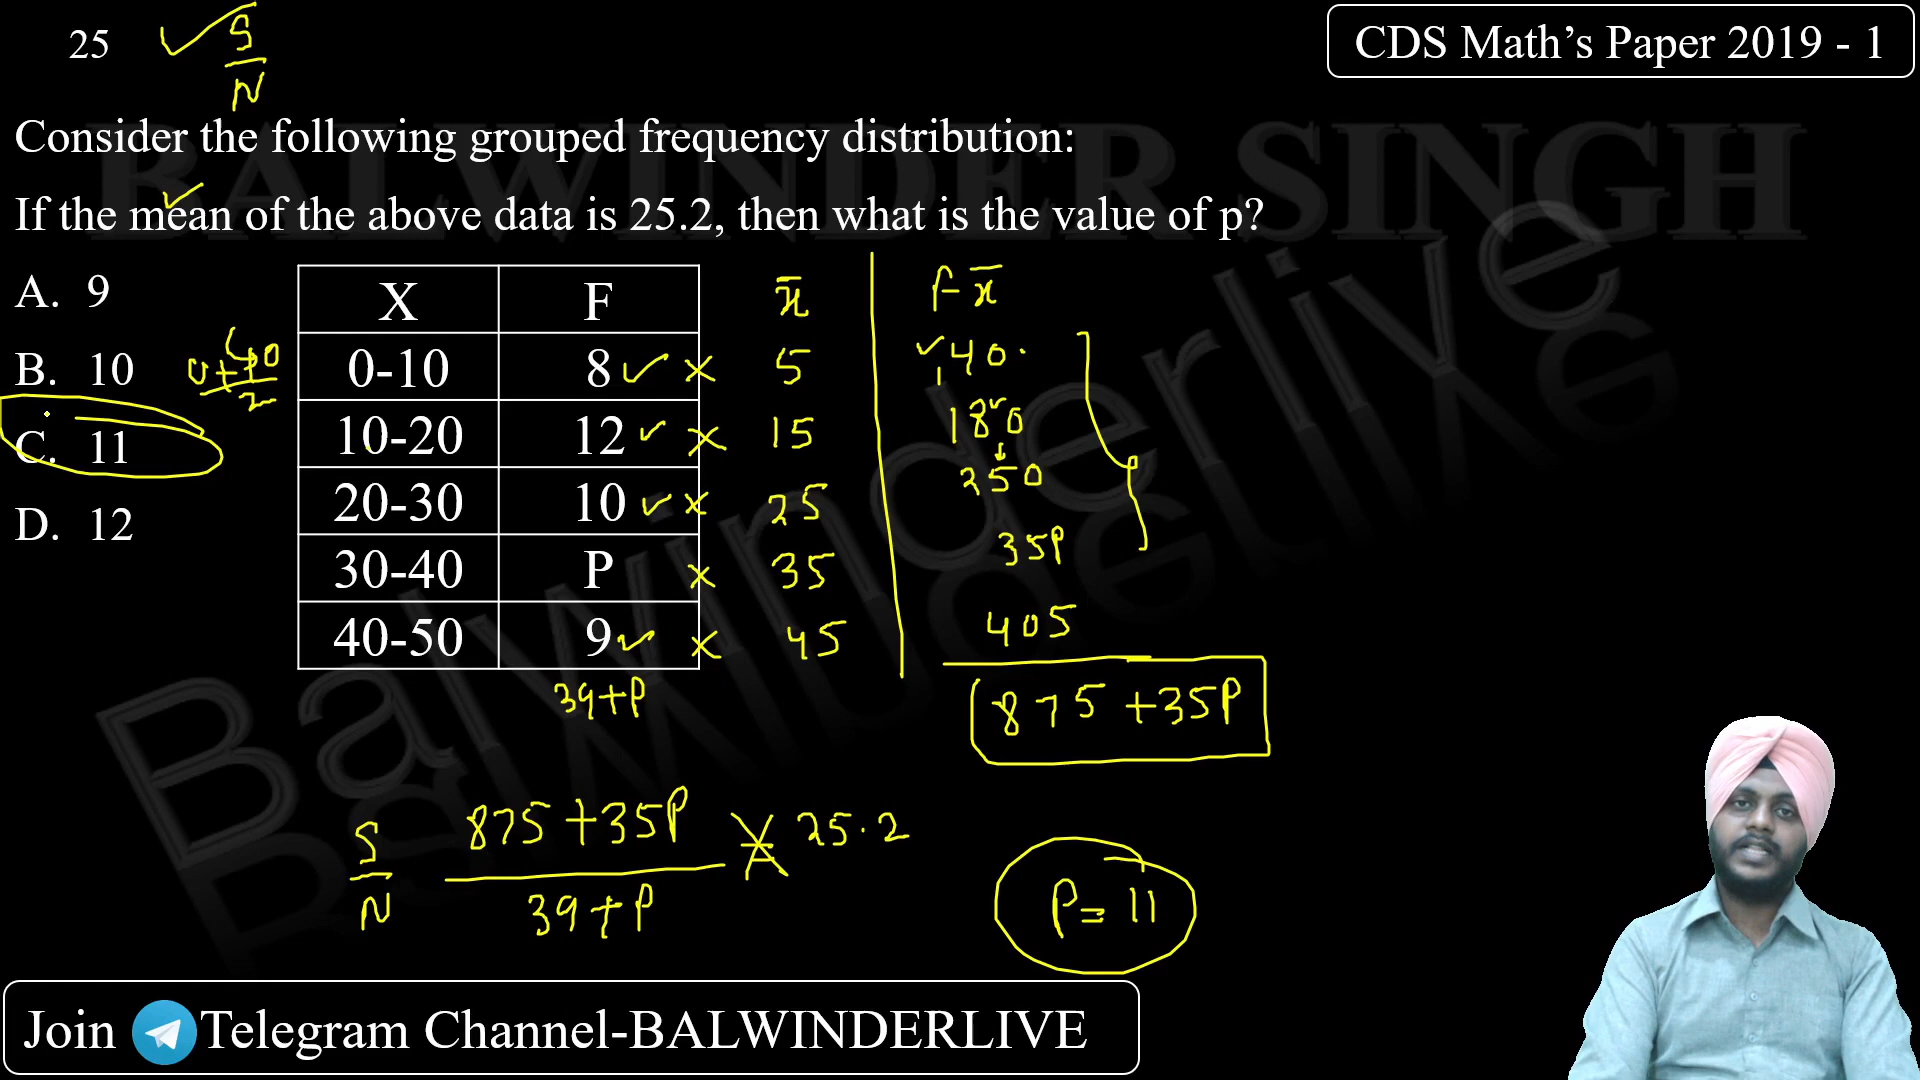 25 ✓ S/N
CDS Math’s Paper 2019 - 1
Consider the following grouped frequency distribution:
If the mean of the above data is 25.2, then what is the value of p?
A. 9
B. 10
C. 11
D. 12
0+10/2
X F x̄ f x̄
0-10 8 ✓ × 5 40
10-20 12 ✓ × 15 180
20-30 10 ✓ × 25 250
30-40 P × 35 35P
40-50 9 ✓ × 45 405
39+P 875+35P
S/N 875+35P/39+P = 25.2
P = 11
Join Telegram Channel-BALWINDERLIVE
BALWINDER SINGH
Balwinderlive